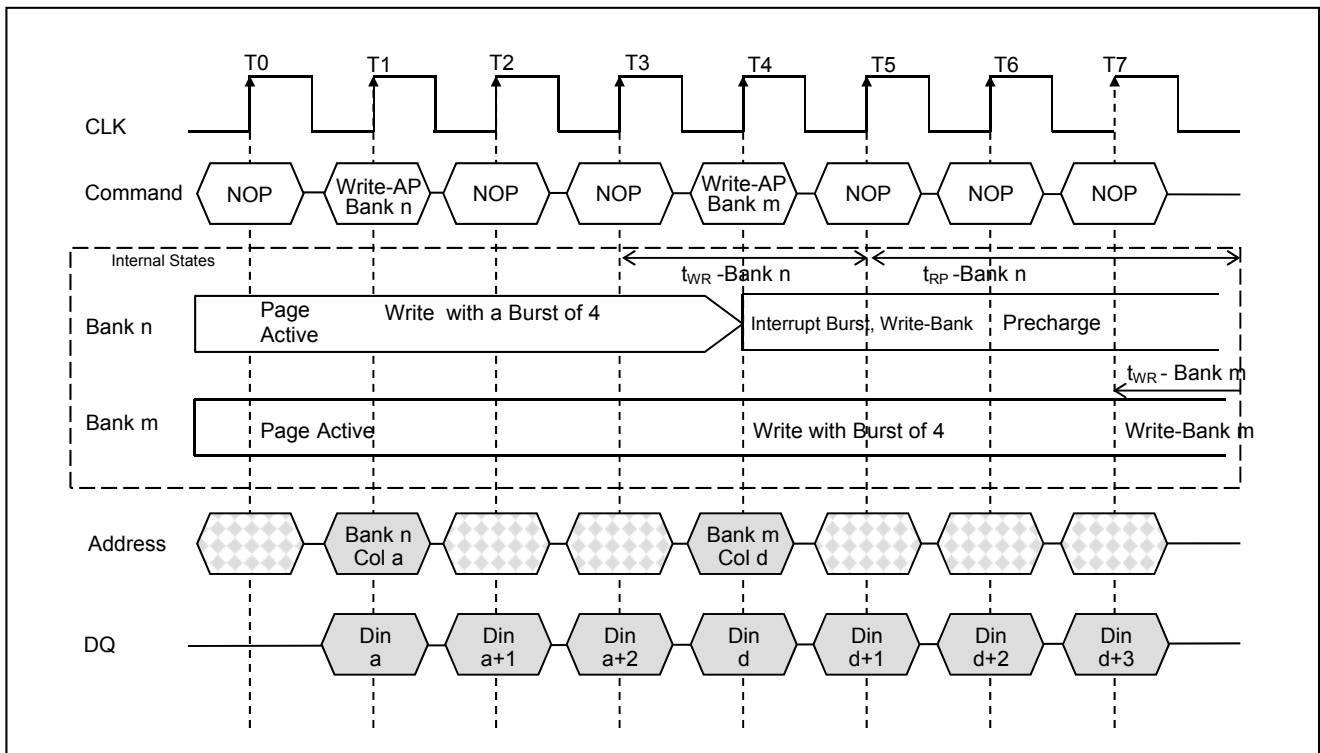 T0 T1 T2 T3 T4 T5 T6 T7
CLK
Command NOP Write-AP Bank n NOP NOP Write-AP Bank m NOP NOP NOP
Internal States
tWR -Bank n tRP -Bank n
Bank n Page Active Write with a Burst of 4 Interrupt Burst, Write-Bank Precharge
tWR - Bank m
Bank m Page Active Write with Burst of 4 Write-Bank m
Address Bank n Col a Bank m Col d
DQ Din a Din a+1 Din a+2 Din d Din d+1 Din d+2 Din d+3